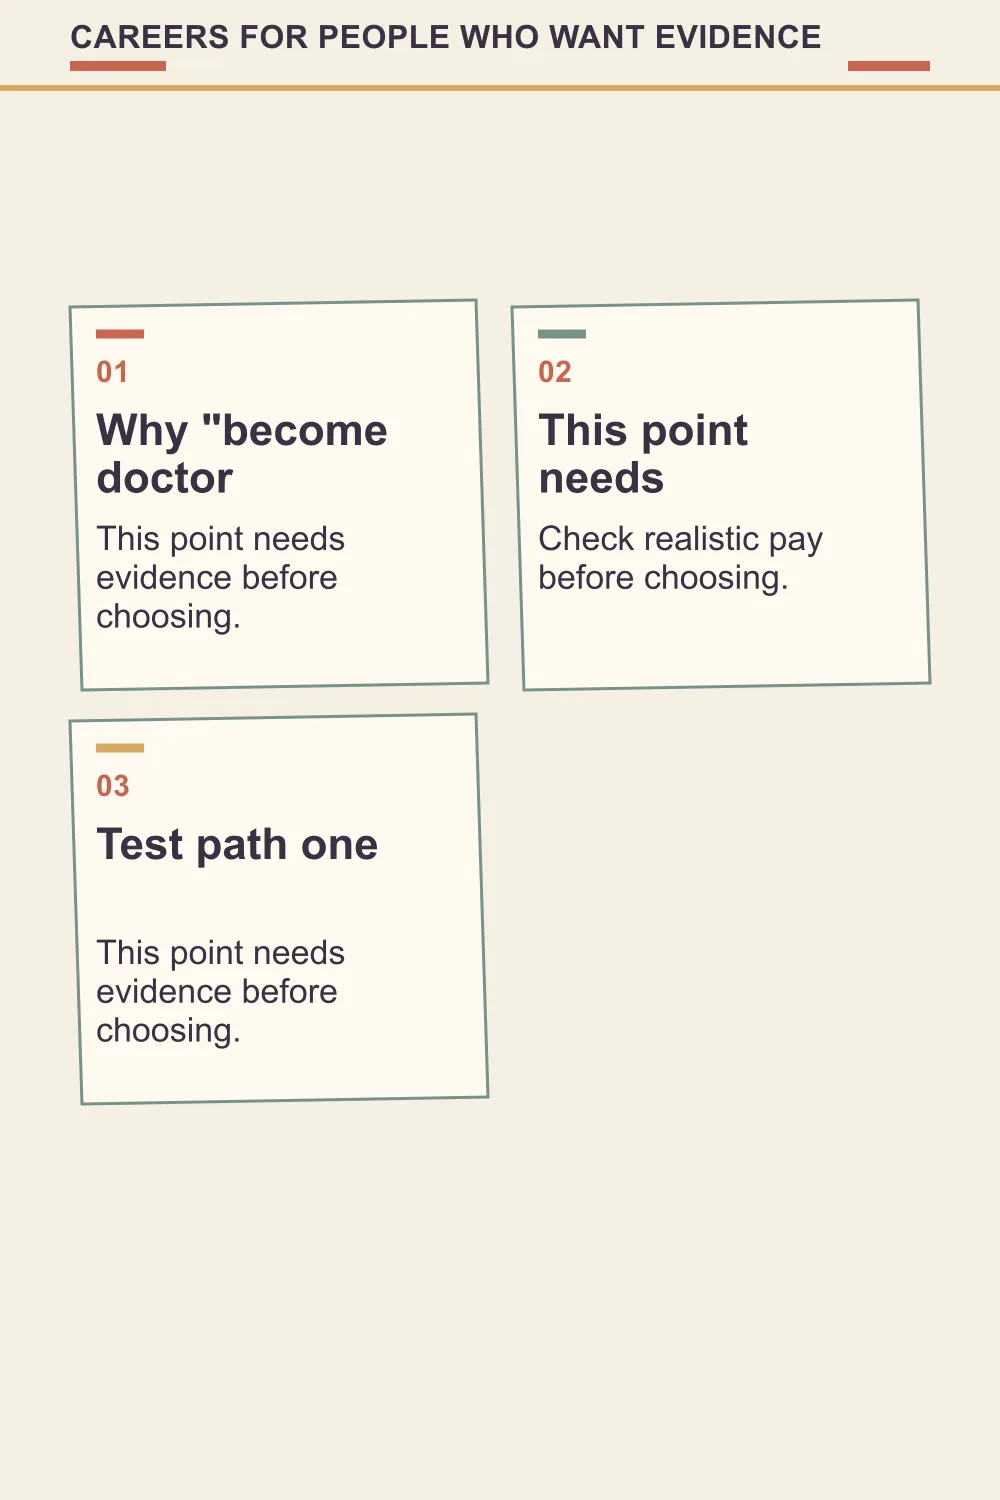 CAREERS FOR PEOPLE WHO WANT EVIDENCE
01
Why "become
doctor
This point needs
evidence before
choosing.
02
This point
needs
Check realistic pay
before choosing.
03
Test path one
This point needs
evidence before
choosing.